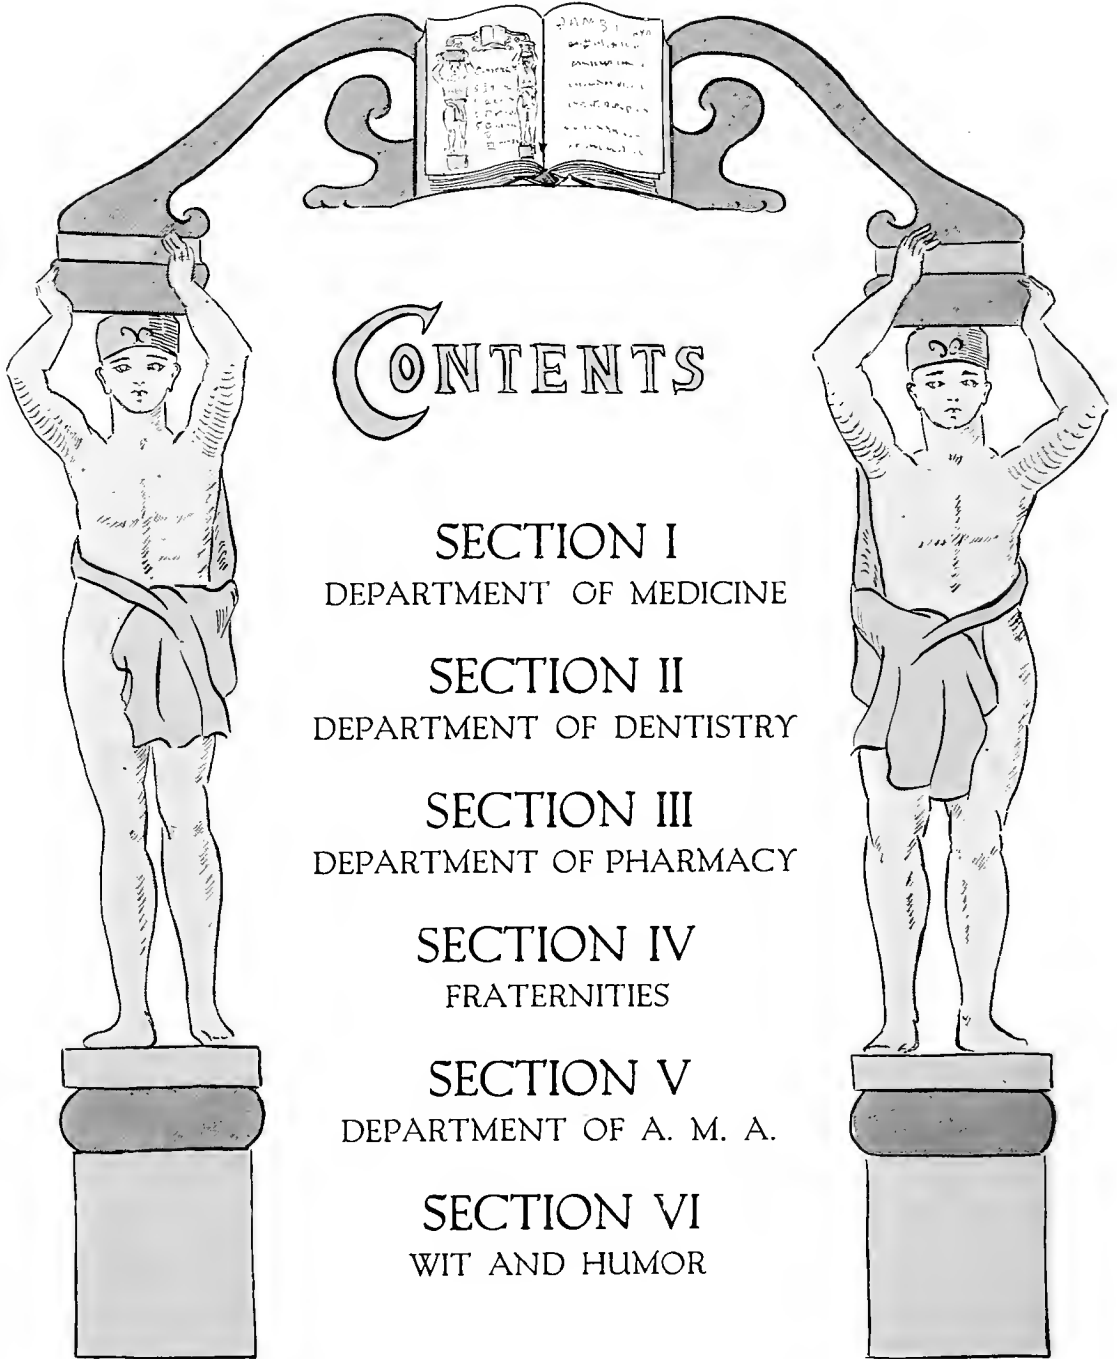 CONTENTS
SECTION I
DEPARTMENT OF MEDICINE
SECTION II
DEPARTMENT OF DENTISTRY
SECTION III
DEPARTMENT OF PHARMACY
SECTION IV
FRATERNITIES
SECTION V
DEPARTMENT OF A. M. A.
SECTION VI
WIT AND HUMOR